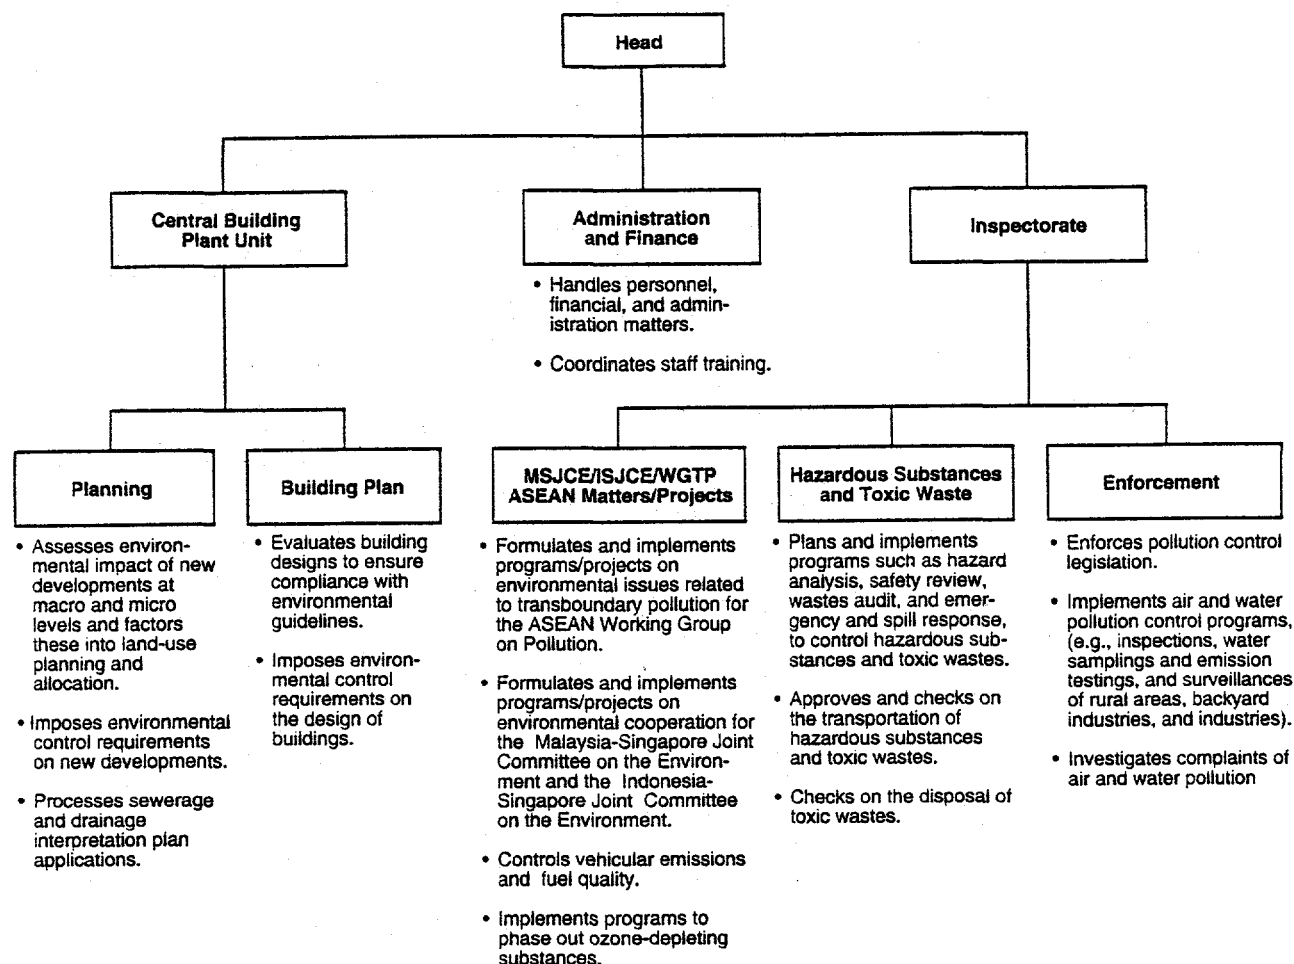 Head
Central Building
Plant Unit
Administration
and Finance
Inspectorate
• Handles personnel,
financial, and admin-
istration matters.
• Coordinates staff training.
Planning
Building Plan
MSJCE/ISJCE/WGTP
ASEAN Matters/Projects
Hazardous Substances
and Toxic Waste
Enforcement
• Assesses environ-
mental impact of new
developments at
macro and micro
levels and factors
these into land-use
planning and
allocation.
• Imposes environmental
control requirements
on new developments.
• Processes sewerage
and drainage
interpretation plan
applications.
• Evaluates building
designs to ensure
compliance with
environmental
guidelines.
• Imposes environ-
mental control
requirements on
the design of
buildings.
• Formulates and implements
programs/projects on
environmental issues related
to transboundary pollution for
the ASEAN Working Group
on Pollution.
• Formulates and implements
programs/projects on
environmental cooperation for
the Malaysia-Singapore Joint
Committee on the Environ-
ment and the Indonesia-
Singapore Joint Committee
on the Environment.
• Controls vehicular emissions
and fuel quality.
• Implements programs to
phase out ozone-depleting
substances.
• Plans and implements
programs such as hazard
analysis, safety review,
wastes audit, and emer-
gency and spill response,
to control hazardous sub-
stances and toxic wastes.
• Approves and checks on
the transportation of
hazardous substances
and toxic wastes.
• Checks on the disposal of
toxic wastes.
• Enforces pollution control
legislation.
• Implements air and water
pollution control programs,
(e.g., inspections, water
samplings and emission
testings, and surveillances
of rural areas, backyard
industries, and industries).
• Investigates complaints of
air and water pollution